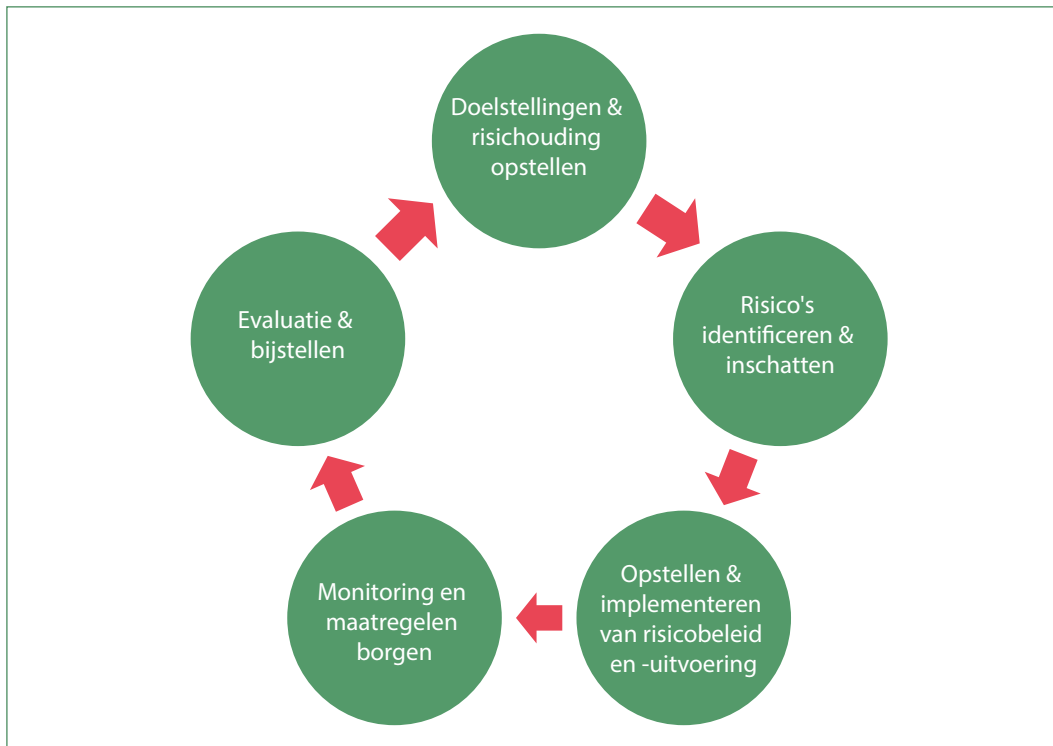 Doelstellingen &
risichouding
opstellen
Risico's
identificeren &
inschatten
Opstellen &
implementeren
van risicobeleid
en -uitvoering
Monitoring en
maatregelen
borgen
Evaluatie &
bijstellen